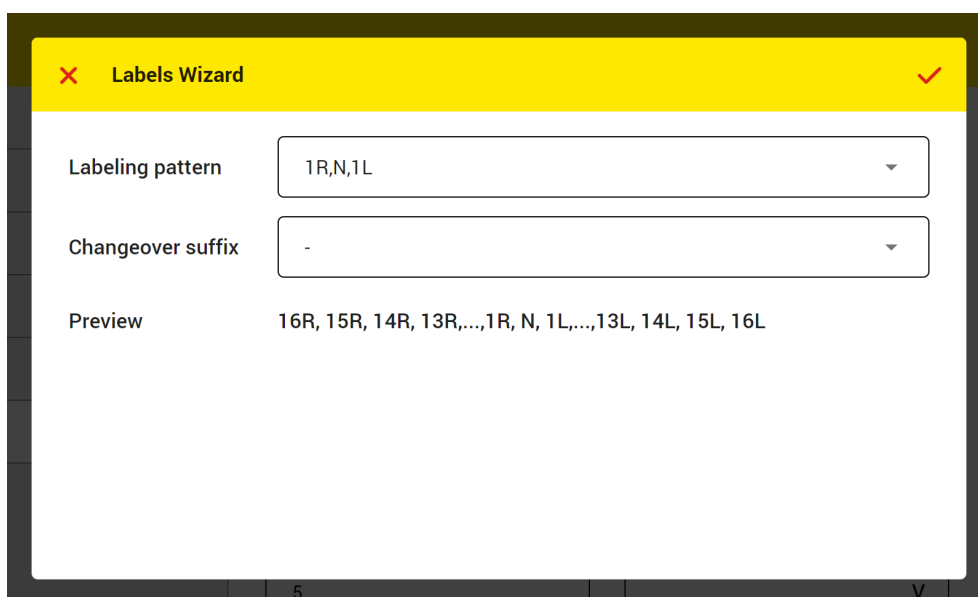 Labels Wizard
Labeling pattern 1R,N,1L
Changeover suffix -
Preview 16R, 15R, 14R, 13R,...,1R, N, 1L,...,13L, 14L, 15L, 16L
5 V